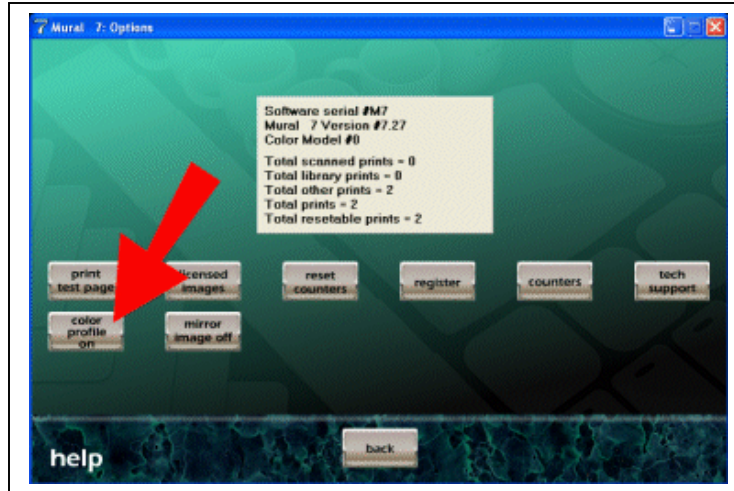 7 Mural 7: Options
Software serial #M7
Mural 7 Version #7.27
Color Model #0
Total scanned prints = 0
Total library prints = 0
Total other prints = 2
Total prints = 2
Total resetable prints = 2
print
test page
licensed
images
reset
counters
register
counters
tech
support
color
profile
on
mirror
image off
help
back